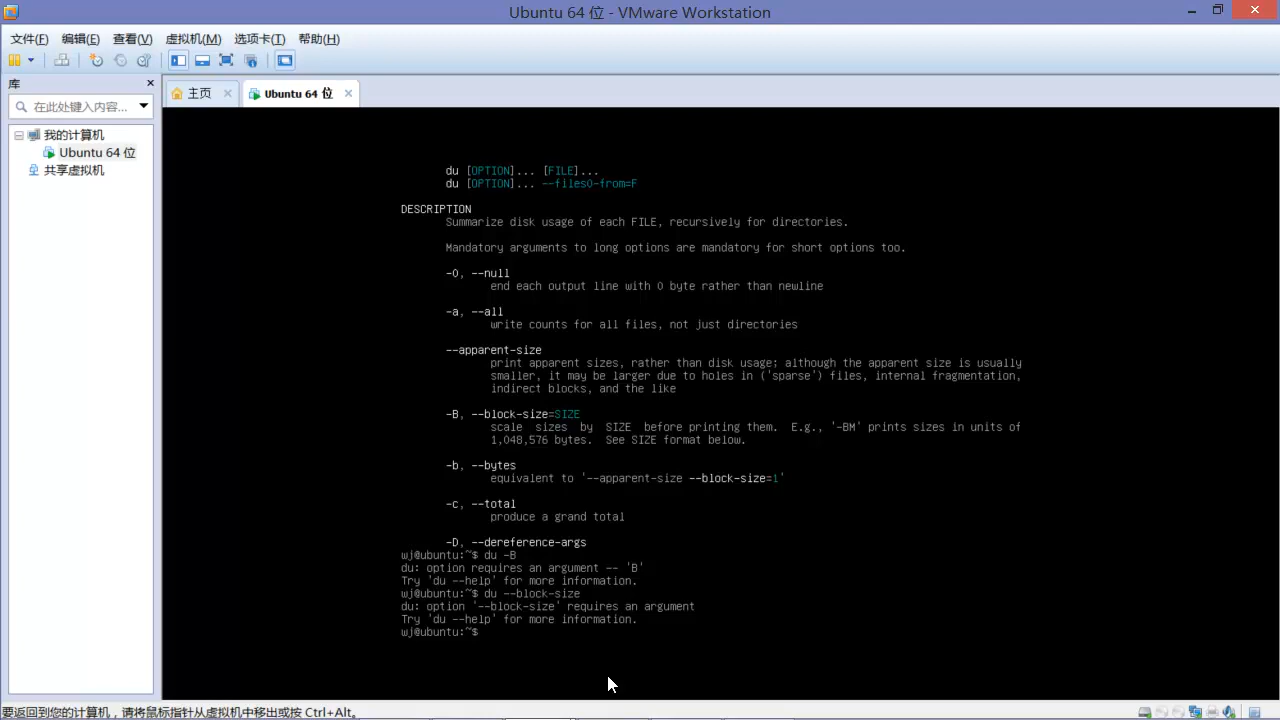 Ubuntu 64 位 - VMware Workstation
文件(F) 编辑(E) 查看(V) 虚拟机(M) 选项卡(T) 帮助(H)
库
在此处键入内容...
我的计算机
Ubuntu 64 位
共享虚拟机
主页
Ubuntu 64 位
du [OPTION]... [FILE]...
du [OPTION]... --files0-from=F
DESCRIPTION
Summarize disk usage of each FILE, recursively for directories.
Mandatory arguments to long options are mandatory for short options too.
-0, --null
end each output line with 0 byte rather than newline
-a, --all
write counts for all files, not just directories
--apparent-size
print apparent sizes, rather than disk usage; although the apparent size is usually
smaller, it may be larger due to holes in ('sparse') files, internal fragmentation,
indirect blocks, and the like
-B, --block-size=SIZE
scale sizes by SIZE before printing them. E.g., '-BM' prints sizes in units of
1,048,576 bytes. See SIZE format below.
-b, --bytes
equivalent to '--apparent-size --block-size=1'
-c, --total
produce a grand total
-D, --dereference-args
wj@ubuntu:~$ du -B
du: option requires an argument -- 'B'
Try 'du --help' for more information.
wj@ubuntu:~$ du --block-size
du: option '--block-size' requires an argument
Try 'du --help' for more information.
wj@ubuntu:~$
要返回到您的计算机，请将鼠标指针从虚拟机中移出或按 Ctrl+Alt。